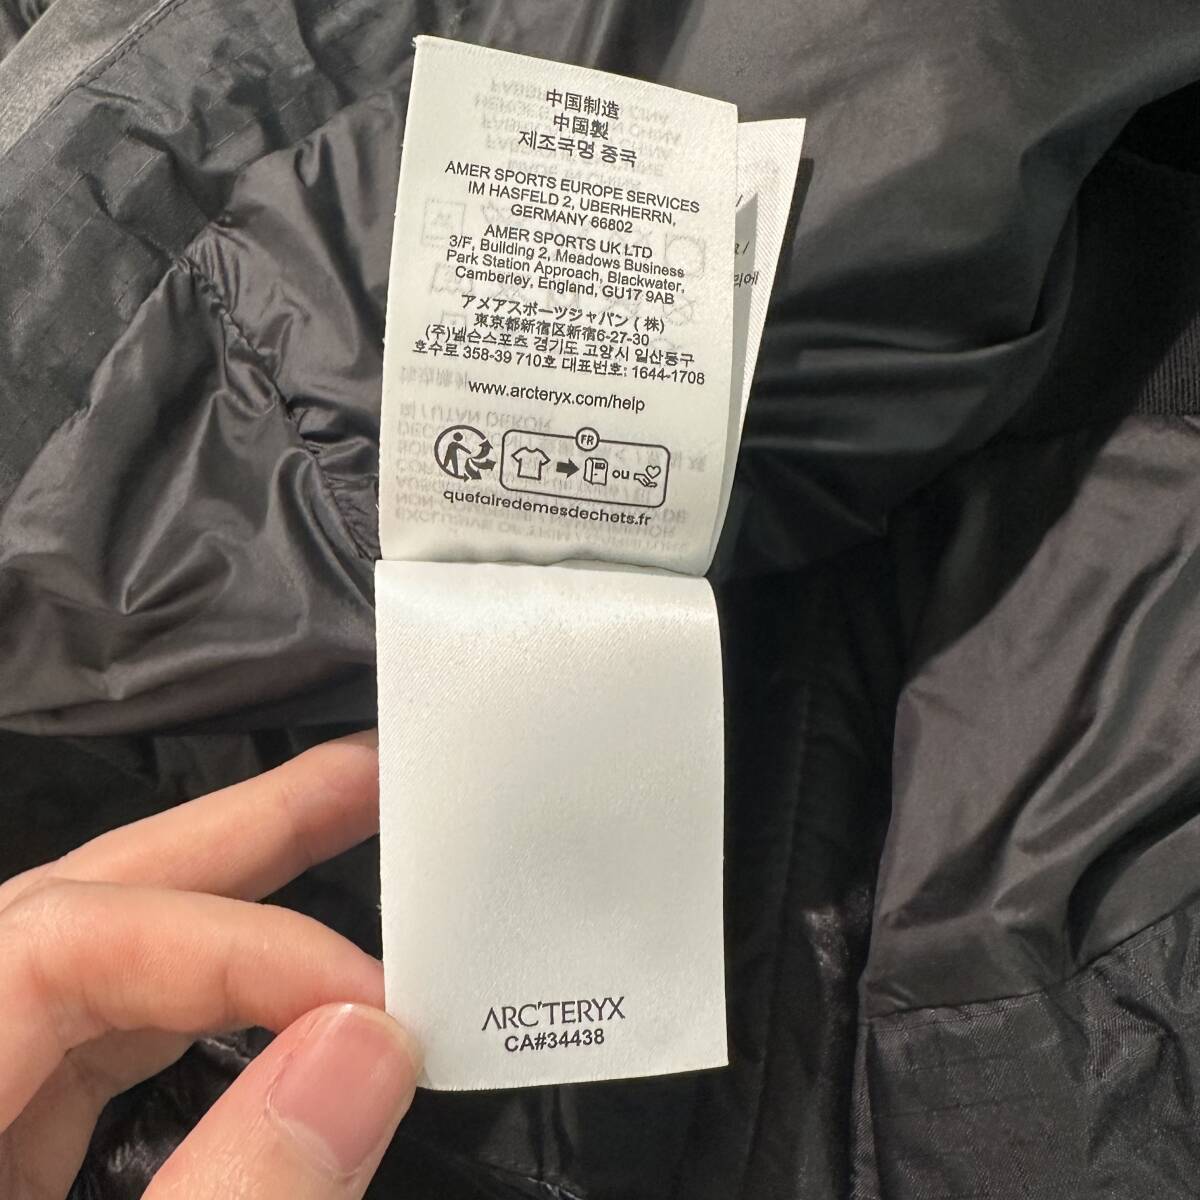 中国制造
中国製
제조국명 중국
AMER SPORTS EUROPE SERVICES
IM HASFELD 2, UBERHERRN,
GERMANY 66802
AMER SPORTS UK LTD
3/F, Building 2, Meadows Business
Park Station Approach, Blackwater,
Camberley, England, GU17 9AB
アメアスポーツジャパン ( 株)
東京都新宿区新宿6-27-30
(주)넬슨스포츠 경기도 고양시 일산동구
호수로 358-39 710호 대표번호: 1644-1708
www.arcteryx.com/help
FR
ou
quefairedemesdechets.fr
ARC'TERYX
CA#34438